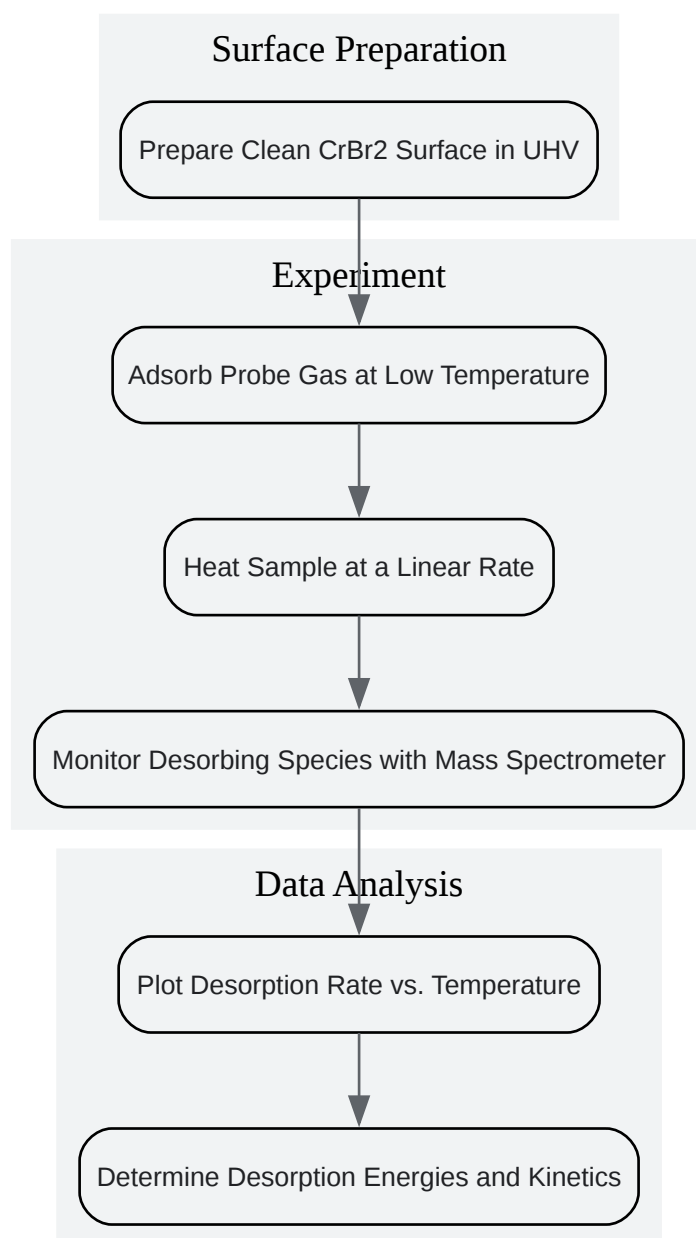 Surface Preparation
Prepare Clean CrBr2 Surface in UHV
Experiment
Adsorb Probe Gas at Low Temperature
Heat Sample at a Linear Rate
Monitor Desorbing Species with Mass Spectrometer
Data Analysis
Plot Desorption Rate vs. Temperature
Determine Desorption Energies and Kinetics